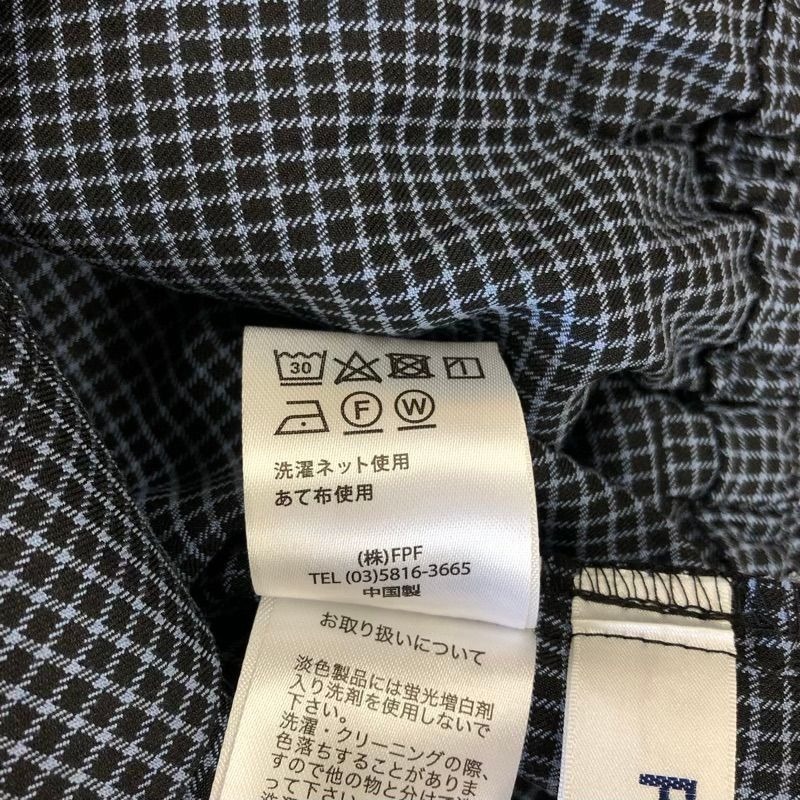 30
F W
洗濯ネット使用
あて布使用
(株)FPF
TEL (03)5816-3665
中国製
お取り扱いについて
淡色製品には蛍光増白剤
入り洗剤を使用しないで
下さい。
洗濯・クリーニングの際、
色落ちすることがありま
すので他の物と分けて洗
って下さい